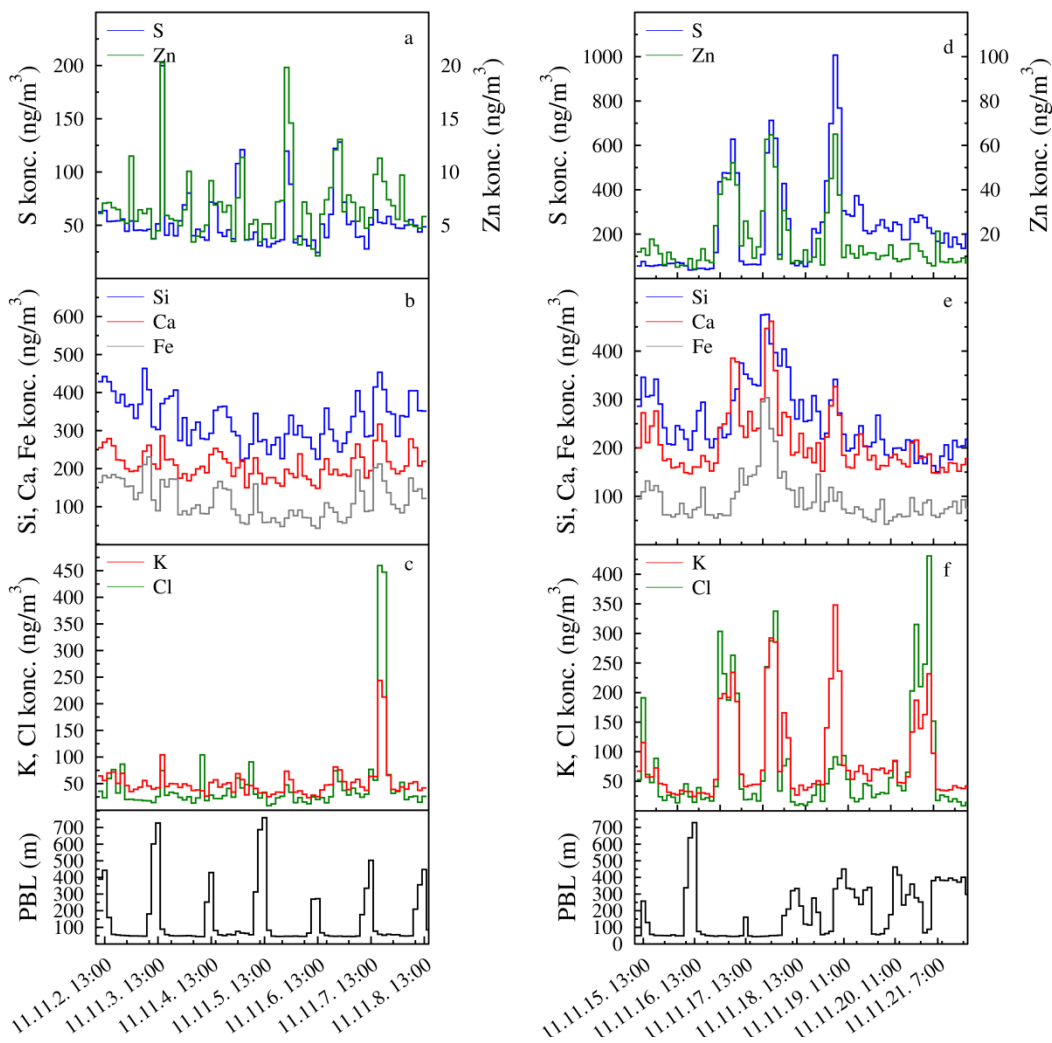 S
Zn
a
200
150
100
50
S konc. (ng/m³)
20
15
10
5
Zn konc. (ng/m³)
Si
Ca
Fe
b
600
500
400
300
200
100
Si, Ca, Fe konc. (ng/m³)
K
Cl
c
450
400
350
300
250
200
150
100
50
K, Cl konc. (ng/m³)
700
600
500
400
300
200
100
PBL (m)
11.11.2. 13:00
11.11.3. 13:00
11.11.4. 13:00
11.11.5. 13:00
11.11.6. 13:00
11.11.7. 13:00
11.11.8. 13:00
S
Zn
d
1000
800
600
400
200
S konc. (ng/m³)
100
80
60
40
20
Zn konc. (ng/m³)
Si
Ca
Fe
e
400
300
200
100
Si, Ca, Fe konc. (ng/m³)
K
Cl
f
400
350
300
250
200
150
100
50
K, Cl konc. (ng/m³)
700
600
500
400
300
200
100
0
PBL (m)
11.11.15. 13:00
11.11.16. 13:00
11.11.17. 13:00
11.11.18. 13:00
11.11.19. 11:00
11.11.20. 11:00
11.11.21. 7:00